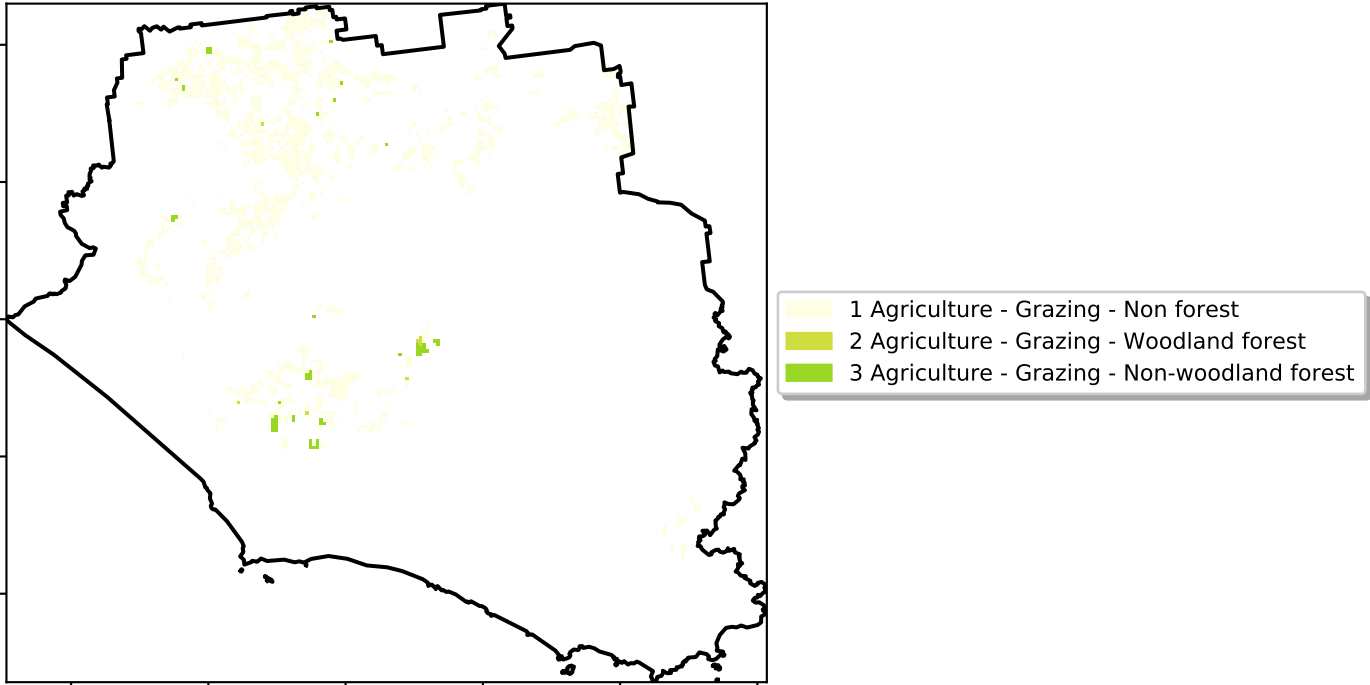 1 Agriculture - Grazing - Non forest
2 Agriculture - Grazing - Woodland forest
3 Agriculture - Grazing - Non-woodland forest